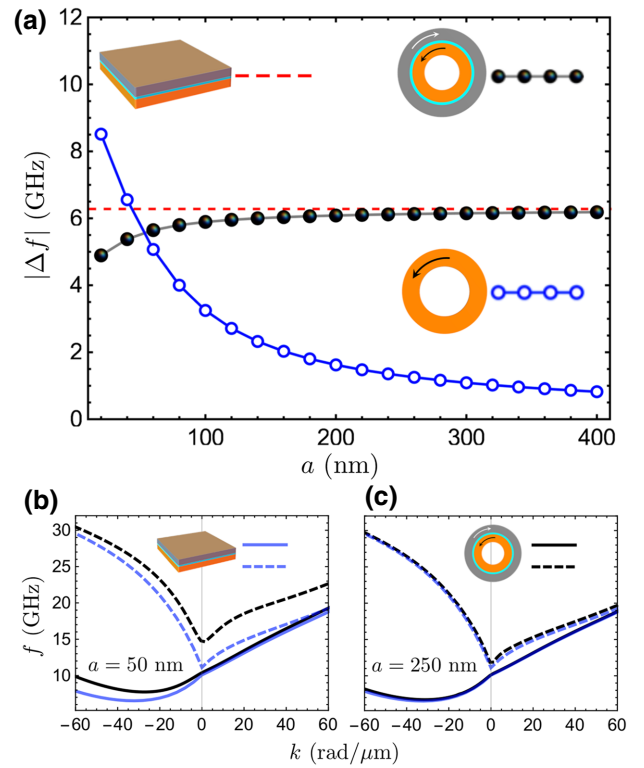 (a)
12
10
8
6
4
2
0
|Δf| (GHz)
100
200
300
400
a (nm)
(b)
(c)
30
25
20
15
10
f (GHz)
a = 50 nm
a = 250 nm
−60 −40 −20 0 20 40 60
−60 −40 −20 0 20 40 60
k (rad/μm)